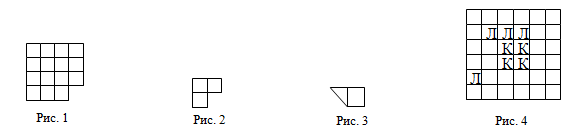 Л Л Л
К К
К К
Л
Рис. 1 Рис. 2 Рис. 3 Рис. 4